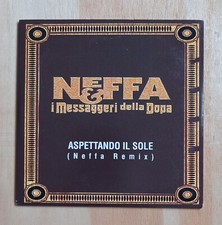 NEFFA
&
i Messaggeri della Dopa
ASPETTANDO IL SOLE
(Neffa Remix)